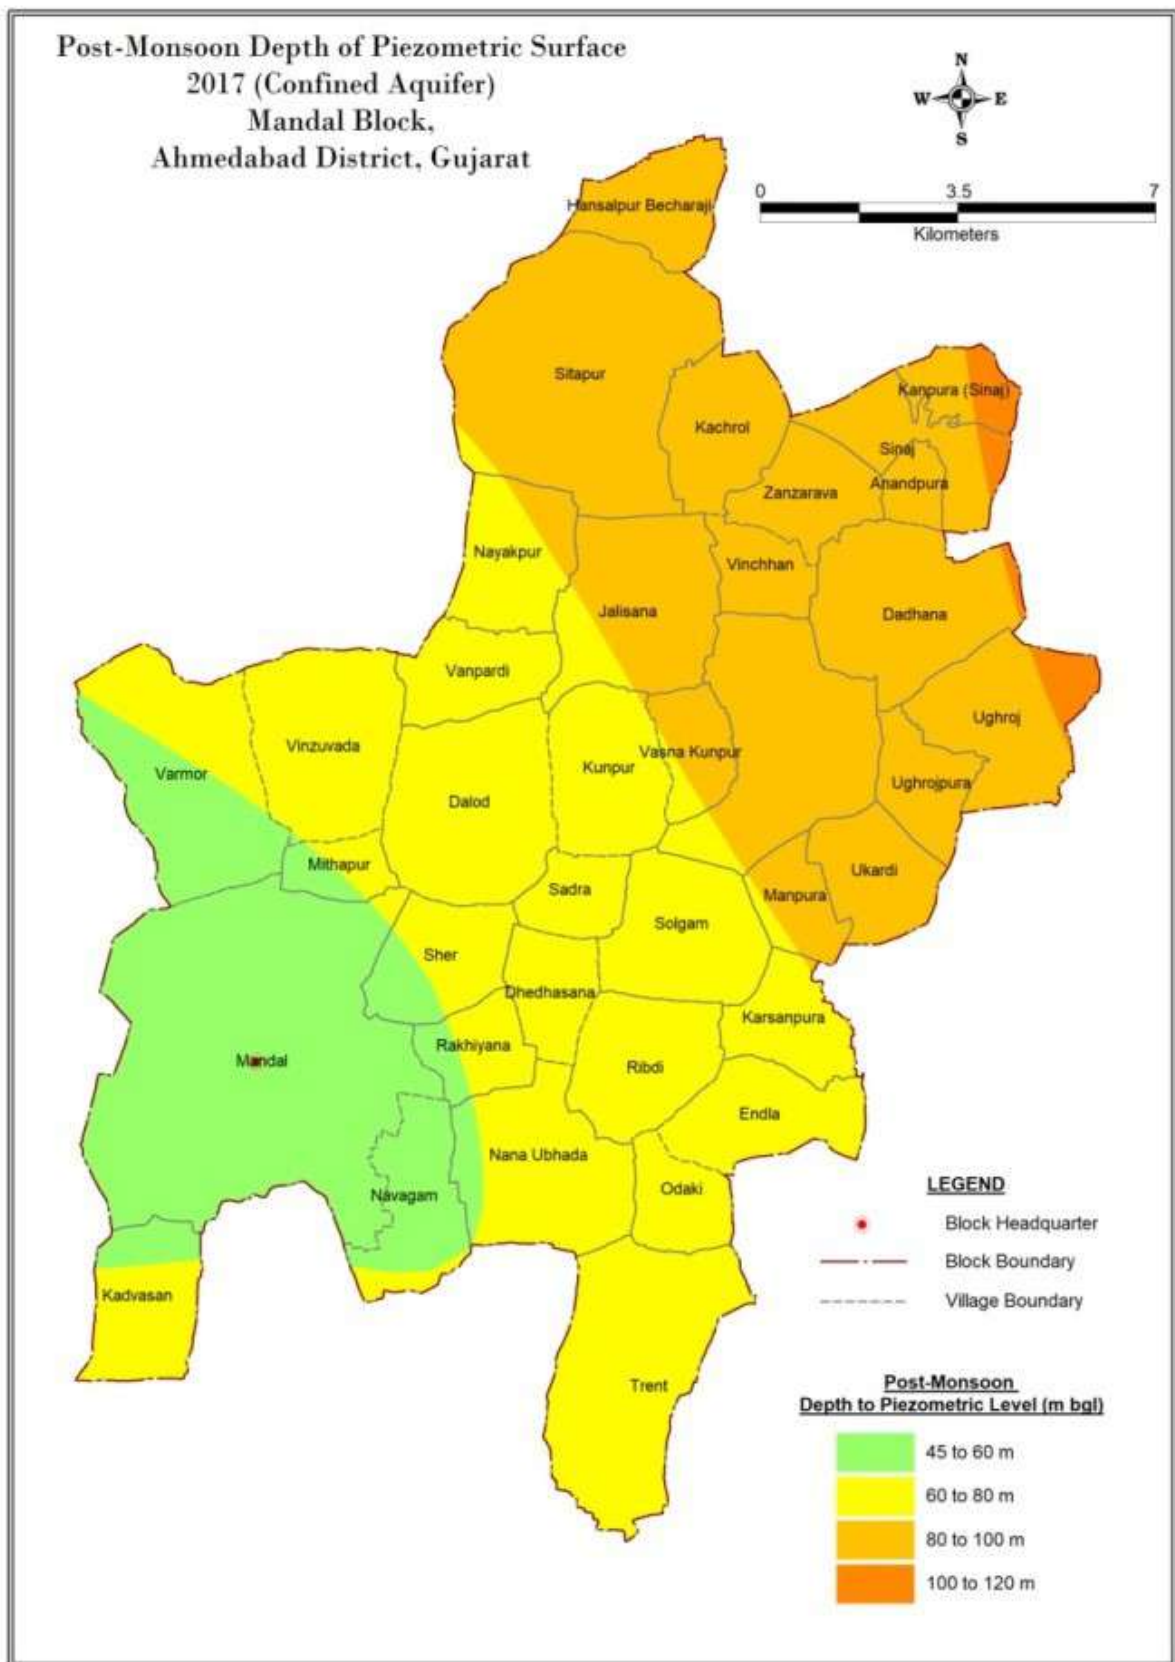 Post-Monsoon Depth of Piezometric Surface
2017 (Confined Aquifer)
Mandal Block,
Ahmedabad District, Gujarat
N
W E
S
0 3.5 7
Kilometers
Hansalpur Becharaji
Sitapur
Kanpura (Sinaj)
Kachrol
Sinaj
Anandpura
Zanzarava
Nayakpur
Vinchhan
Jalisana
Dadhana
Vanpardi
Ughroj
Vinzuvada
Vasna Kunpur
Kunpur
Varmor
Ughrojpura
Dalod
Mithapur
Ukardi
Sadra
Manpura
Solgam
Sher
Dhedhasana
Karsanpura
Rakhiyana
Mandal
Ribdi
Endla
Nana Ubhada
Odaki
Navagam
Kadvasan
Trent
LEGEND
Block Headquarter
Block Boundary
Village Boundary
Post-Monsoon
Depth to Piezometric Level (m bgl)
45 to 60 m
60 to 80 m
80 to 100 m
100 to 120 m